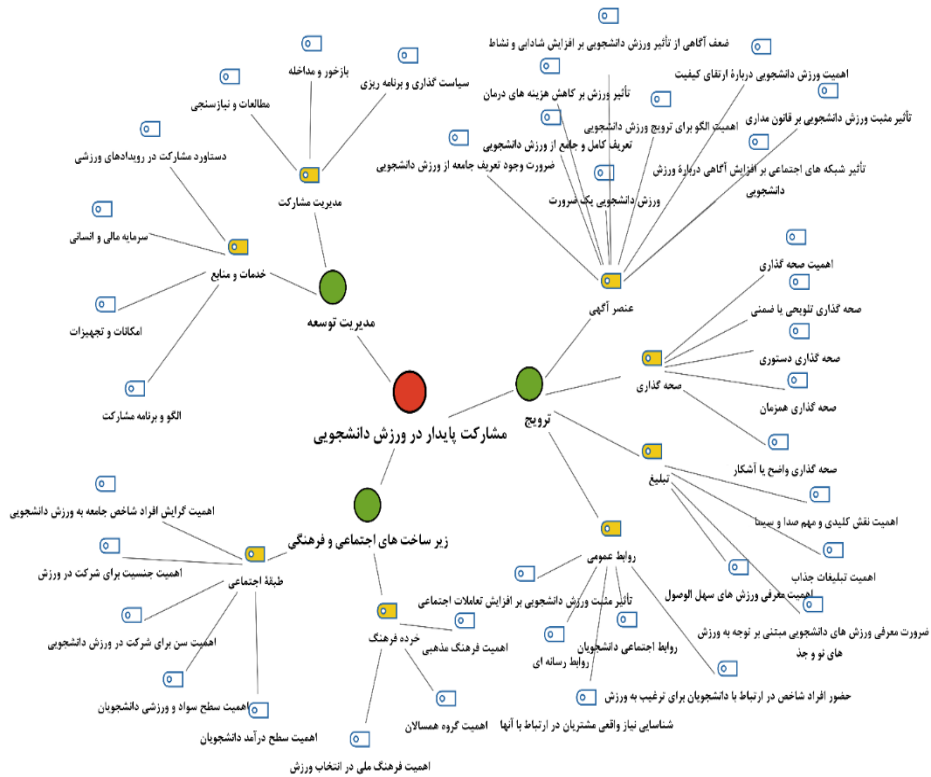 ضعف آگاهی از تأثیر ورزش دانشجویی بر افزایش شادابی و نشاط
اهمیت ورزش دانشجویی دربارهٔ ارتقای کیفیت
تأثیر ورزش بر کاهش هزینه های درمان
تأثیر مثبت ورزش دانشجویی بر قانون مداری
اهمیت الگو برای ترویج ورزش دانشجویی
تعریف کامل و جامع از ورزش دانشجویی
ضرورت وجود تعریف جامعه از ورزش دانشجویی
تأثیر شبکه های اجتماعی بر افزایش آگاهی دربارهٔ ورزش
دانشجویی
ورزش دانشجویی یک ضرورت
عنصر آگهی
بازخور و مداخله
سیاست گذاری و برنامه ریزی
مطالعات و نیازسنجی
مدیریت مشارکت
دستاورد مشارکت در رویدادهای ورزشی
سرمایه مالی و انسانی
خدمات و منابع
امکانات و تجهیزات
الگو و برنامه مشارکت
مدیریت توسعه
اهمیت صحه گذاری
صحه گذاری تلویحی یا ضمنی
صحه گذاری دستوری
صحه گذاری همزمان
صحه گذاری واضح یا آشکار
صحه گذاری
ترویج
مشارکت پایدار در ورزش دانشجویی
تبلیغ
اهمیت نقش کلیدی و مهم صدا و سیما
اهمیت تبلیغات جذاب
اهمیت معرفی ورزش های سهل الوصول
ضرورت معرفی ورزش های دانشجویی مبتنی بر توجه به ورزش
های نو و جذ
روابط عمومی
تأثیر مثبت ورزش دانشجویی بر افزایش تعاملات اجتماعی
روابط اجتماعی دانشجویان
روابط رسانه ای
حضور افراد شاخص در ارتباط با دانشجویان برای ترغیب به ورزش
شناسایی نیاز واقعی مشتریان در ارتباط با آنها
زیر ساخت های اجتماعی و فرهنگی
اهمیت گرایش افراد شاخص جامعه به ورزش دانشجویی
طبقهٔ اجتماعی
اهمیت جنسیت برای شرکت در ورزش
اهمیت سن برای شرکت در ورزش دانشجویی
اهمیت سطح سواد و ورزشی دانشجویان
اهمیت سطح درآمد دانشجویان
خرده فرهنگ
اهمیت فرهنگ مذهبی
اهمیت گروه همسالان
اهمیت فرهنگ ملی در انتخاب ورزش